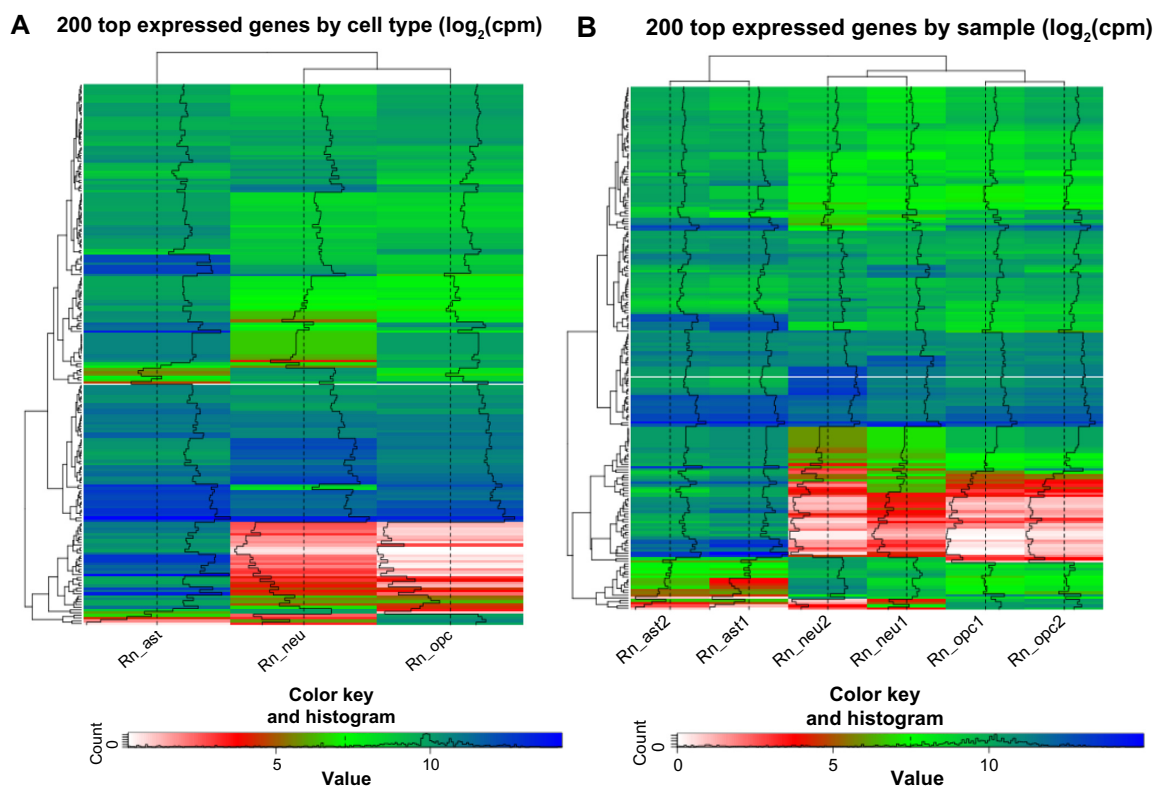 A 200 top expressed genes by cell type (log2(cpm)
Rn_ast Rn_neu Rn_opc
Color key
and histogram
Count
0
5 10
Value
B 200 top expressed genes by sample (log2(cpm)
Rn_ast2 Rn_ast1 Rn_neu2 Rn_neu1 Rn_opc1 Rn_opc2
Color key
and histogram
Count
0
0 5 10
Value